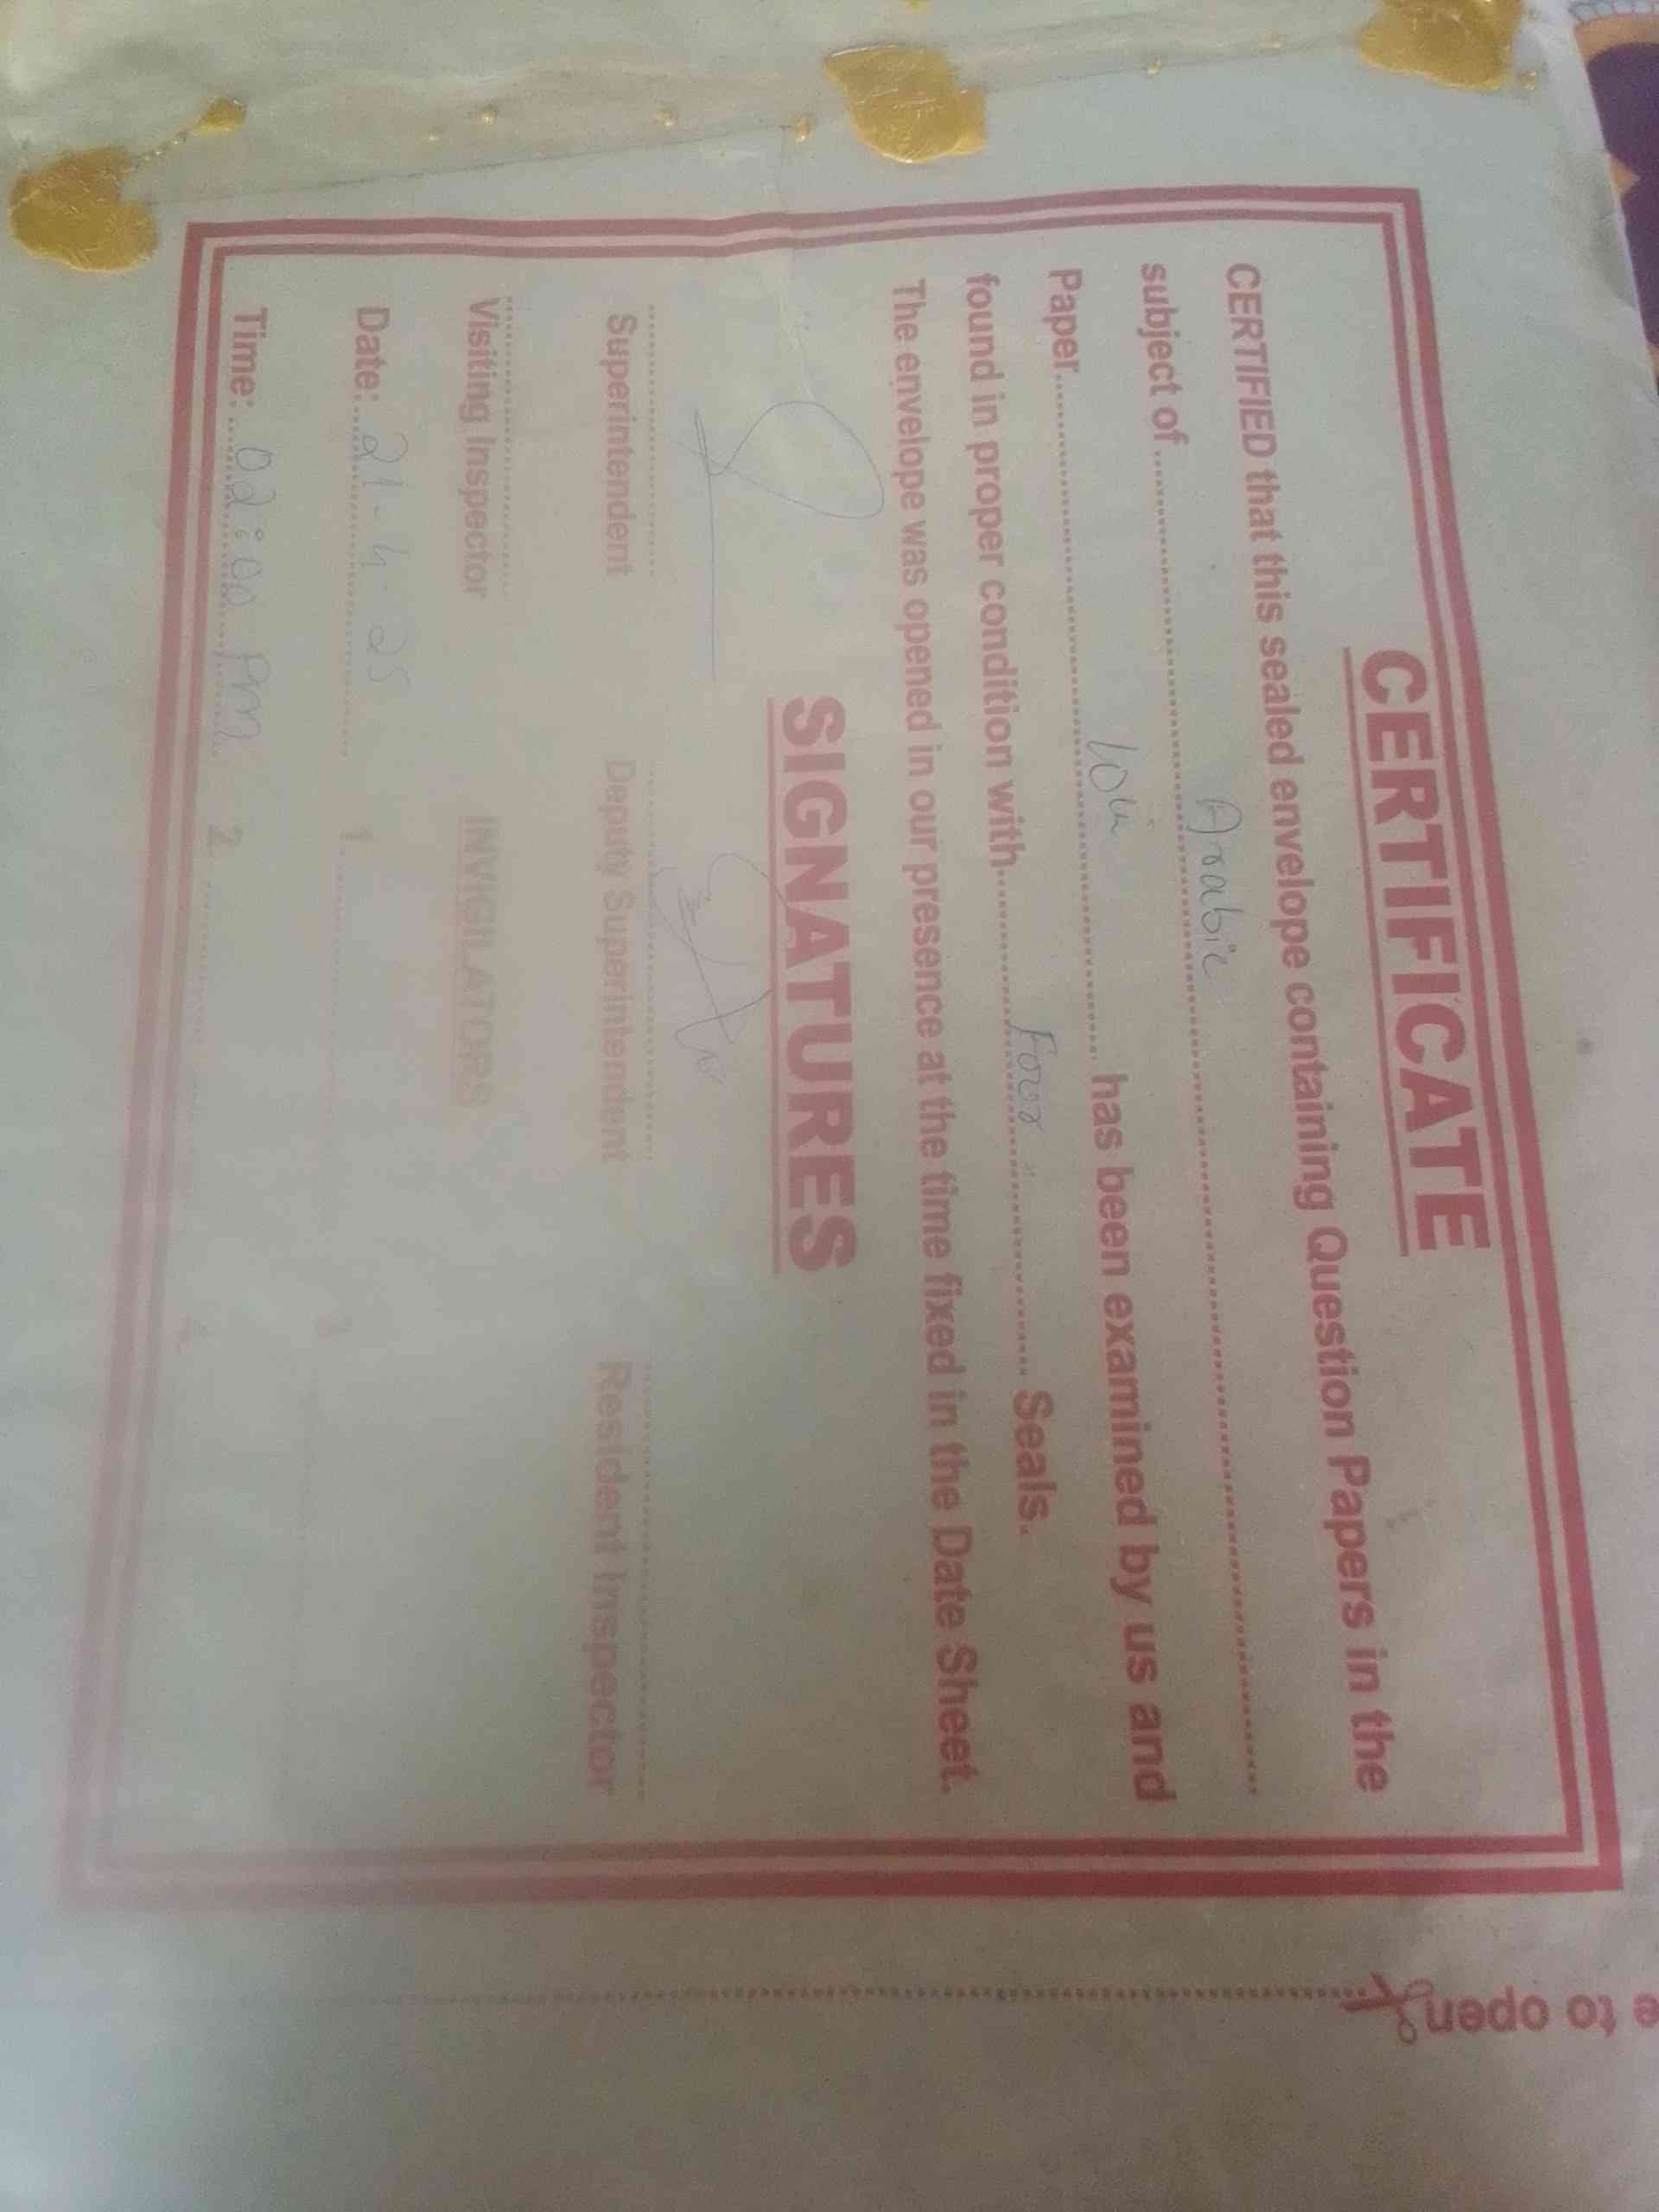 CERTIFICATE
CERTIFIED that this sealed envelope containing Question Papers in the
subject of.......... Arabic ..........
Paper.......... 10th .......... has been examined by us and
found in proper condition with.......... Four .......... Seals.
The envelope was opened in our presence at the time fixed in the Date Sheet.
SIGNATURES
Superintendent Deputy Superintendent Resident Inspector
Visiting Inspector INVIGILATORS
Date: 21-4-25 1. 3.
Time: 02:00 PM 2. 4.
e to open